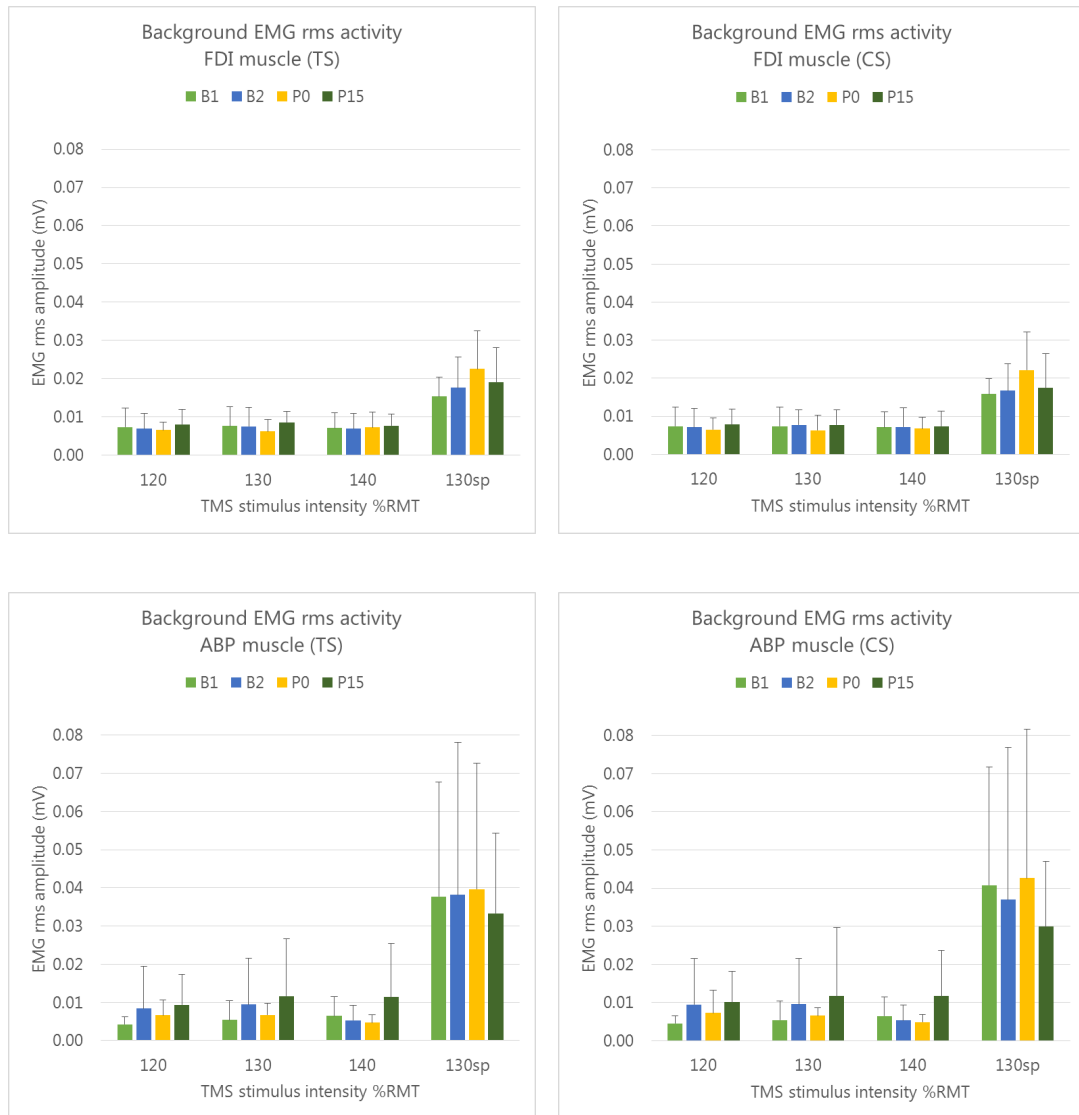 Background EMG rms activity
FDI muscle (TS)
B1 B2 P0 P15
EMG rms amplitude (mV)
0.08
0.07
0.06
0.05
0.04
0.03
0.02
0.01
0.00
120 130 140 130sp
TMS stimulus intensity %RMT
Background EMG rms activity
FDI muscle (CS)
B1 B2 P0 P15
EMG rms amplitude (mV)
0.08
0.07
0.06
0.05
0.04
0.03
0.02
0.01
0.00
120 130 140 130sp
TMS stimulus intensity %RMT
Background EMG rms activity
ABP muscle (TS)
B1 B2 P0 P15
EMG rms amplitude (mV)
0.08
0.07
0.06
0.05
0.04
0.03
0.02
0.01
0.00
120 130 140 130sp
TMS stimulus intensity %RMT
Background EMG rms activity
ABP muscle (CS)
B1 B2 P0 P15
EMG rms amplitude (mV)
0.08
0.07
0.06
0.05
0.04
0.03
0.02
0.01
0.00
120 130 140 130sp
TMS stimulus intensity %RMT